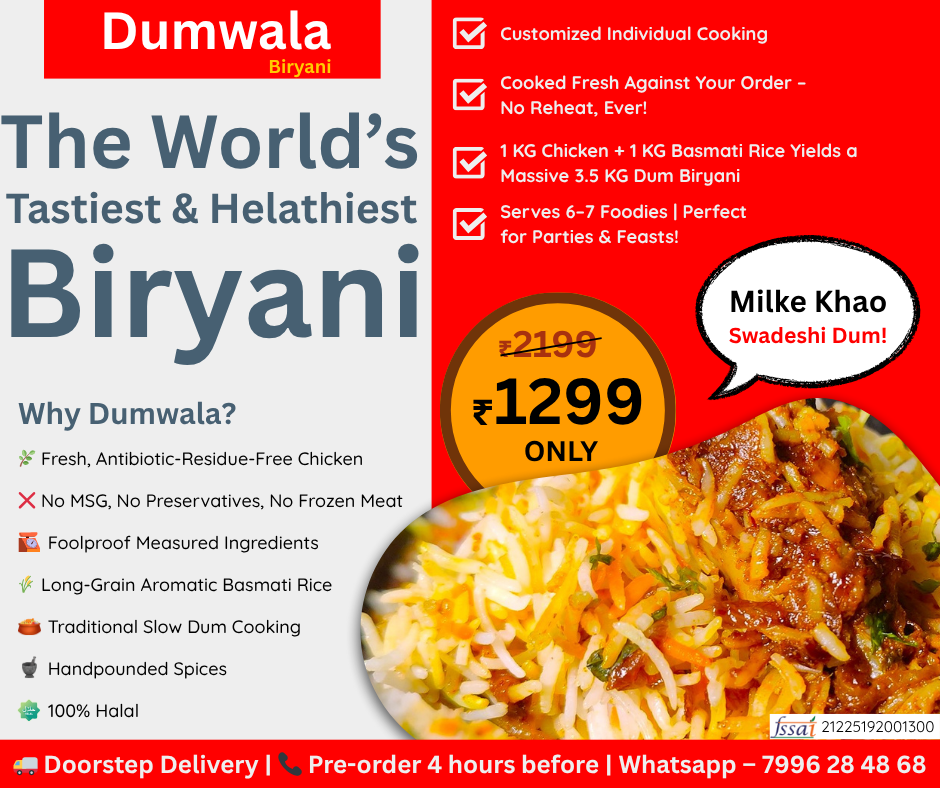 Dumwala
Biryani
The World's
Tastiest & Helathiest
Biryani
Why Dumwala?
Fresh, Antibiotic-Residue-Free Chicken
No MSG, No Preservatives, No Frozen Meat
Foolproof Measured Ingredients
Long-Grain Aromatic Basmati Rice
Traditional Slow Dum Cooking
Handpounded Spices
100% Halal
Customized Individual Cooking
Cooked Fresh Against Your Order –
No Reheat, Ever!
1 KG Chicken + 1 KG Basmati Rice Yields a
Massive 3.5 KG Dum Biryani
Serves 6–7 Foodies | Perfect
for Parties & Feasts!
Milke Khao
Swadeshi Dum!
₹2199
₹1299
ONLY
fssai 21225192001300
Doorstep Delivery | Pre-order 4 hours before | Whatsapp – 7996 28 48 68